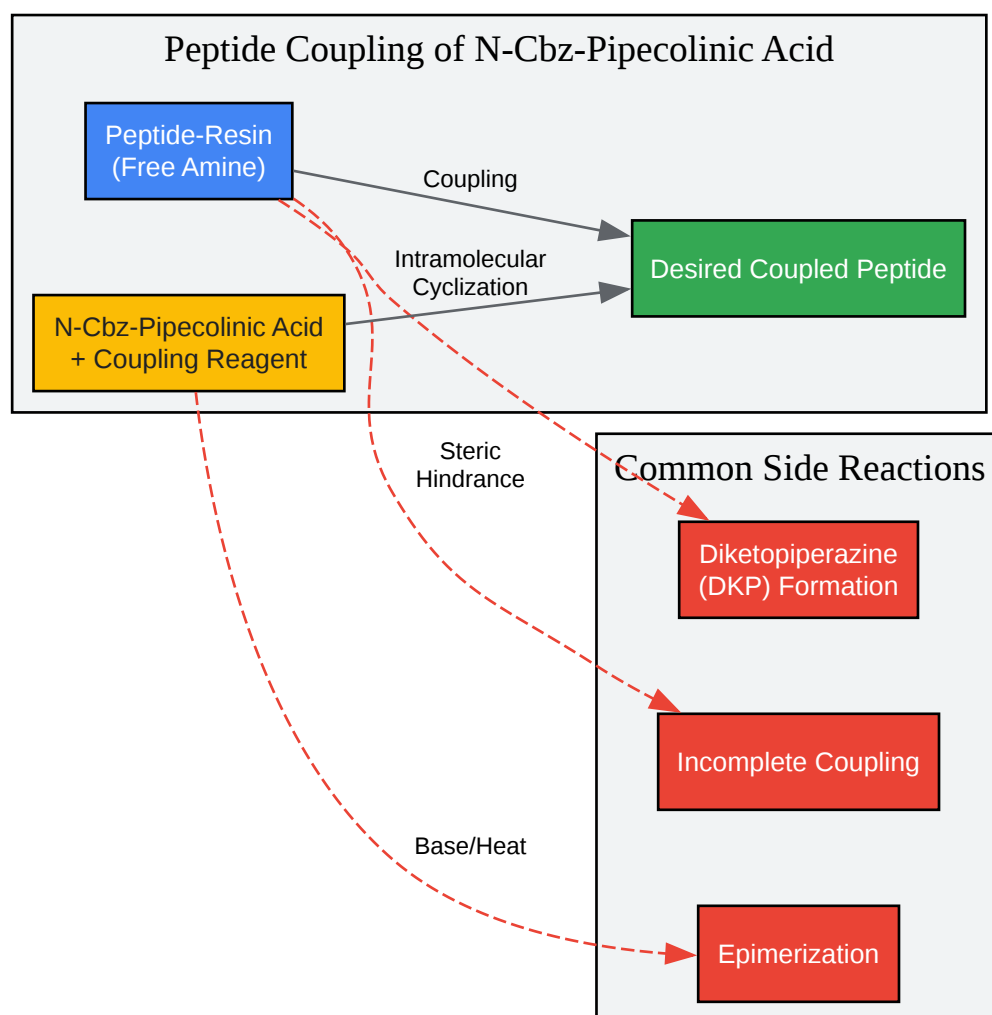 Peptide Coupling of N-Cbz-Pipecolinic Acid
Peptide-Resin
(Free Amine)
Coupling
Intramolecular
Cyclization
Desired Coupled Peptide
N-Cbz-Pipecolinic Acid
+ Coupling Reagent
Steric
Hindrance
Common Side Reactions
Diketopiperazine
(DKP) Formation
Incomplete Coupling
Base/Heat
Epimerization